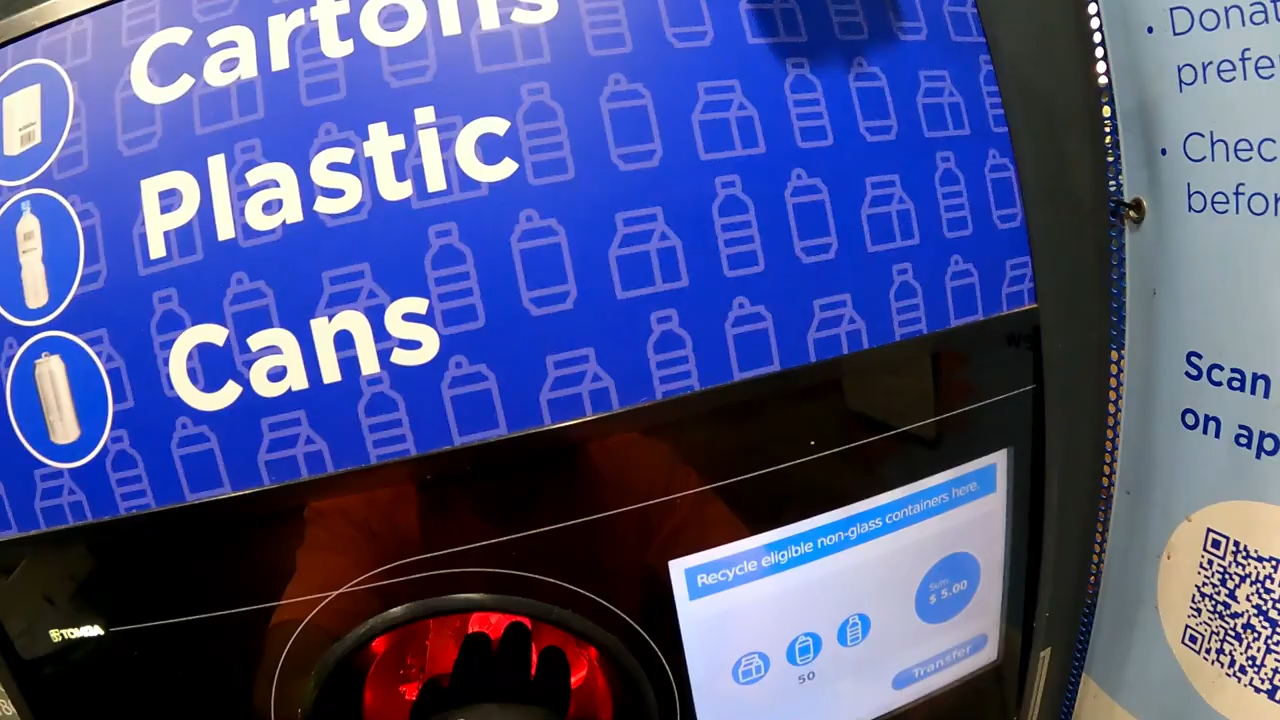 Cartons
Plastic
Cans
TOMRA
Recycle eligible non-glass containers here.
Sum:
$ 5.00
50
Transfer
• Donat
prefe
• Chec
befor
Scan
on ap